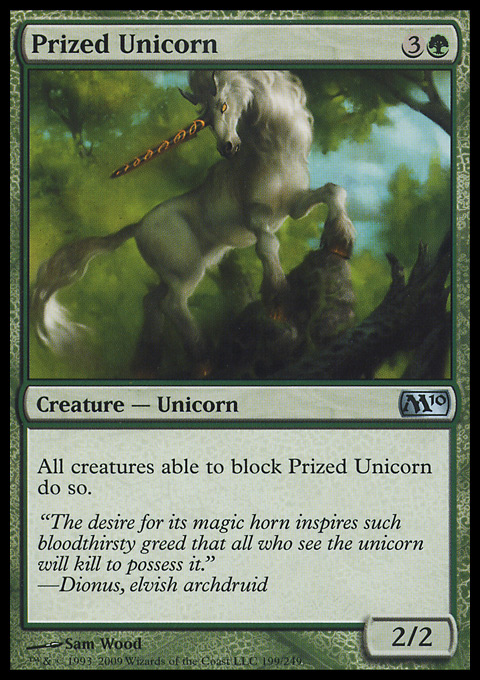 Prized Unicorn 3
Creature — Unicorn M10
All creatures able to block Prized Unicorn
do so.
“The desire for its magic horn inspires such
bloodthirsty greed that all who see the unicorn
will kill to possess it.”
—Dionus, elvish archdruid
2/2
Sam Wood
™ & © 1993–2009 Wizards of the Coast LLC 199/249